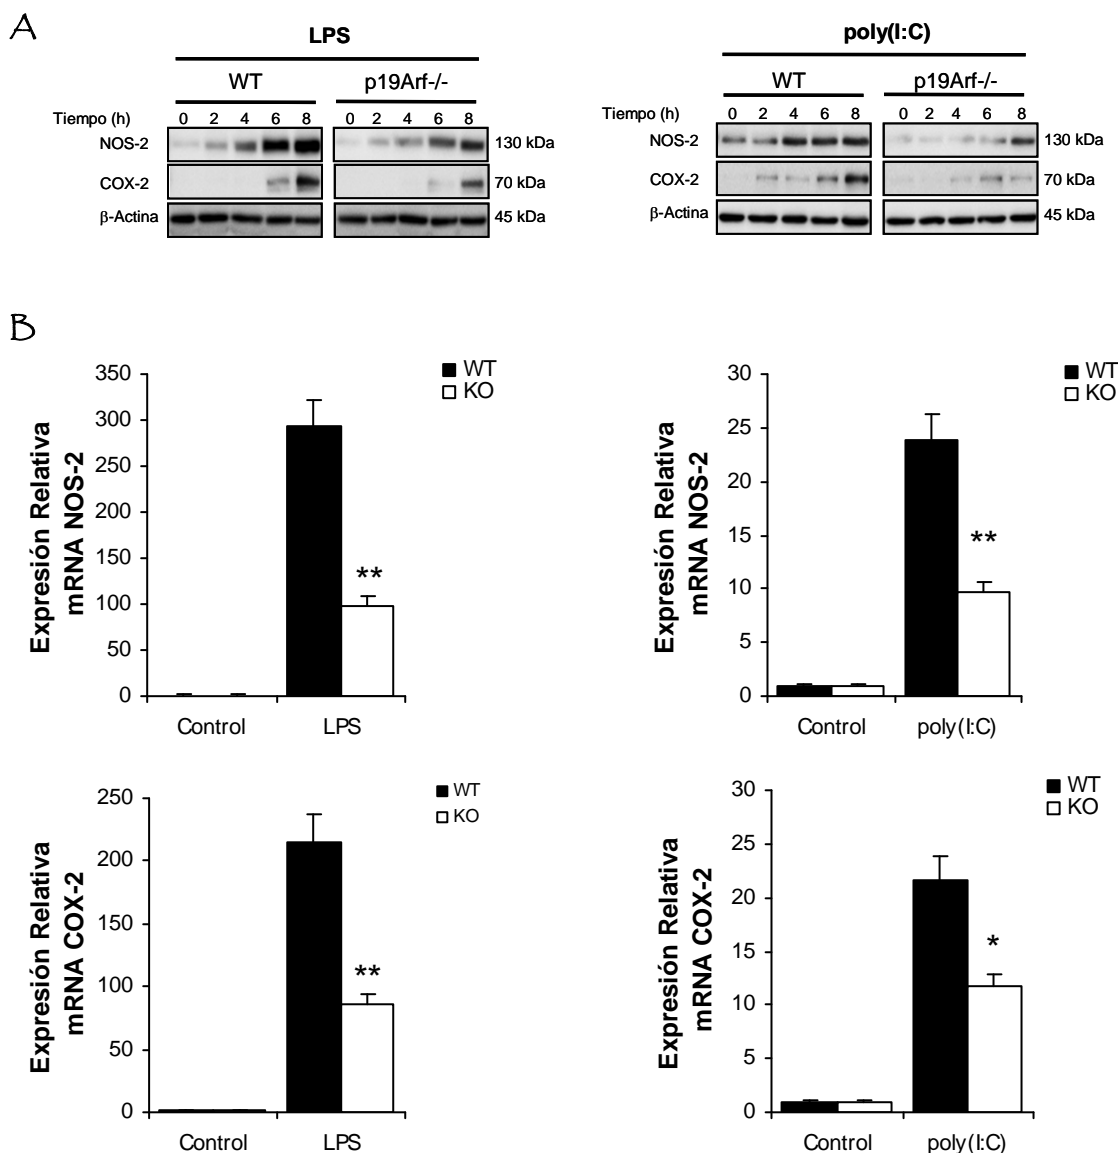 A
LPS
WT p19Arf-/-
Tiempo (h) 0 2 4 6 8 0 2 4 6 8
NOS-2 130 kDa
COX-2 70 kDa
β-Actina 45 kDa
poly(I:C)
WT p19Arf-/-
Tiempo (h) 0 2 4 6 8 0 2 4 6 8
NOS-2 130 kDa
COX-2 70 kDa
β-Actina 45 kDa
B
Expresión Relativa
mRNA NOS-2
350
300
250
200
150
100
50
0
**
WT
KO
Control LPS
Expresión Relativa
mRNA NOS-2
30
25
20
15
10
5
0
**
WT
KO
Control poly(I:C)
Expresión Relativa
mRNA COX-2
250
200
150
100
50
0
**
WT
KO
Control LPS
Expresión Relativa
mRNA COX-2
30
25
20
15
10
5
0
*
WT
KO
Control poly(I:C)